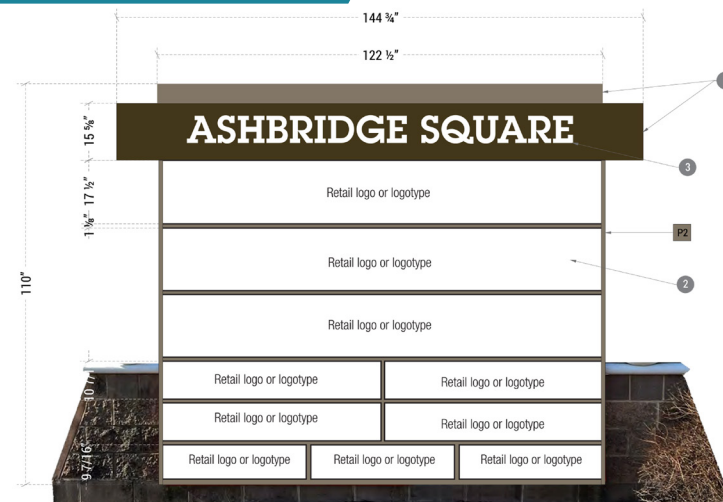 144 ¾"
122 ½"
15 ⅝"
ASHBRIDGE SQUARE
3
17 ½"
Retail logo or logotype
1 ⅛"
P2
110"
Retail logo or logotype
2
Retail logo or logotype
Retail logo or logotype
Retail logo or logotype
Retail logo or logotype
Retail logo or logotype
9 7/16"
Retail logo or logotype
Retail logo or logotype
Retail logo or logotype